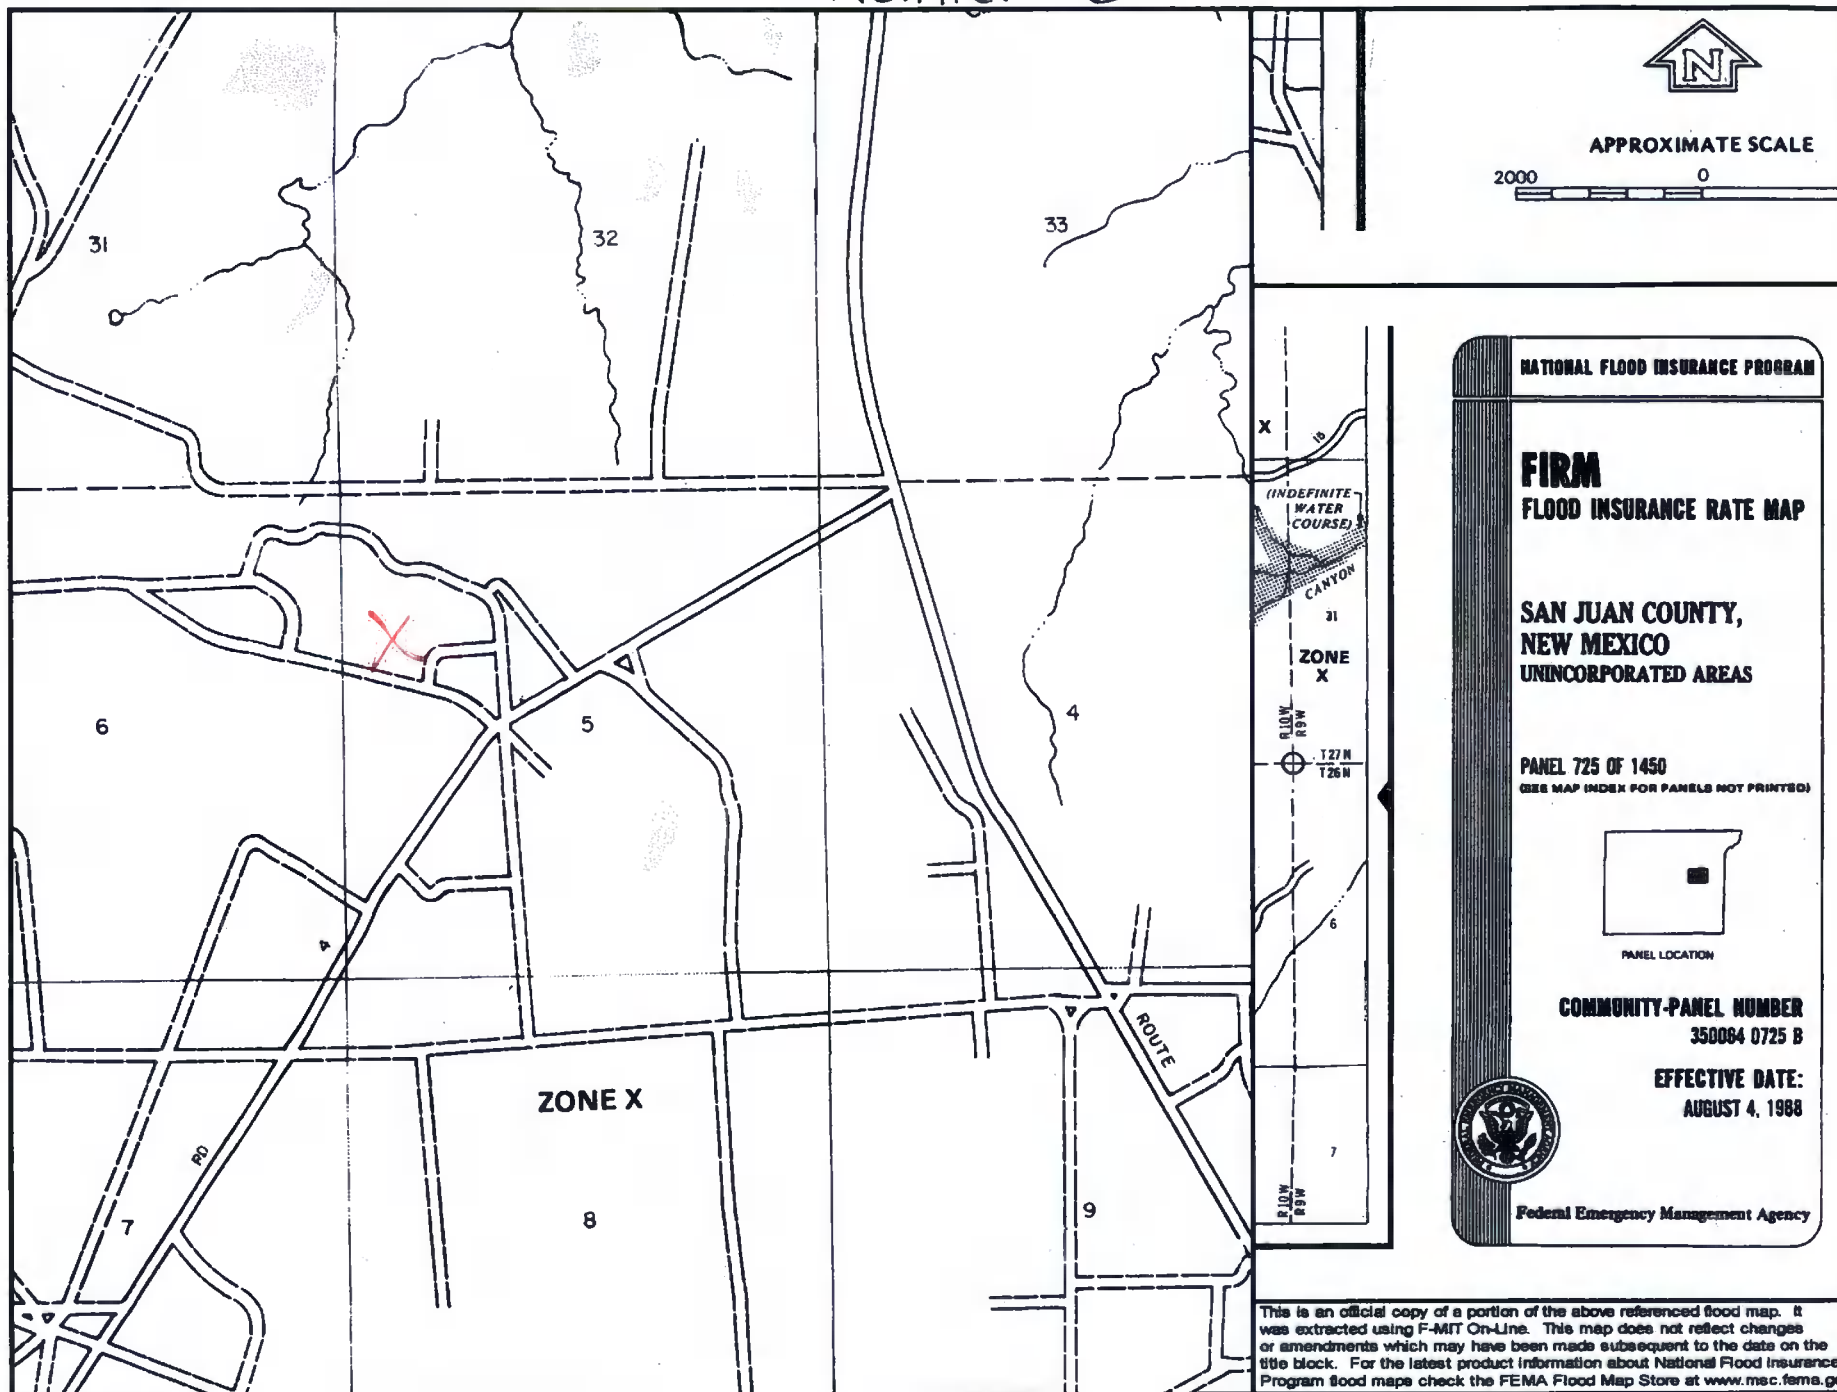 N
APPROXIMATE SCALE
2000 0
31
32
33
6
5
4
4
RD
ROUTE
ZONE X
7
8
9
X
15
(INDEFINITE
WATER
COURSE)
CANYON
31
ZONE
X
R10W
R9W
T27N
T26N
6
7
R10W
R9W
NATIONAL FLOOD INSURANCE PROGRAM
FIRM
FLOOD INSURANCE RATE MAP
SAN JUAN COUNTY,
NEW MEXICO
UNINCORPORATED AREAS
PANEL 725 OF 1450
(SEE MAP INDEX FOR PANELS NOT PRINTED)
PANEL LOCATION
COMMUNITY-PANEL NUMBER
350064 0725 B
EFFECTIVE DATE:
AUGUST 4, 1988
Federal Emergency Management Agency
This is an official copy of a portion of the above referenced flood map. It
was extracted using F-MIT On-Line. This map does not reflect changes
or amendments which may have been made subsequent to the date on the
title block. For the latest product information about National Flood Insurance
Program flood maps check the FEMA Flood Map Store at www.msc.fema.g